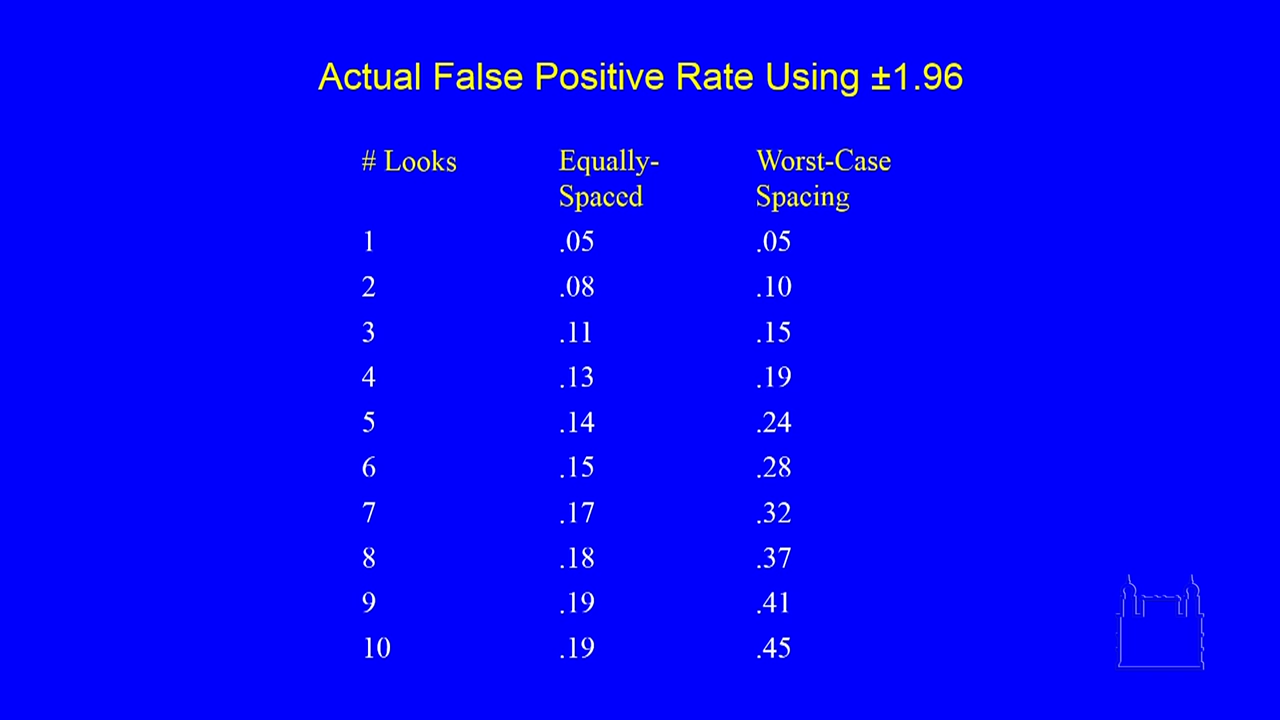 Actual False Positive Rate Using ±1.96
# Looks Equally-Spaced Worst-Case Spacing
1 .05 .05
2 .08 .10
3 .11 .15
4 .13 .19
5 .14 .24
6 .15 .28
7 .17 .32
8 .18 .37
9 .19 .41
10 .19 .45